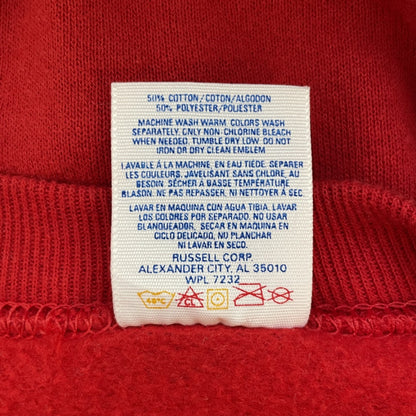 50% COTTON/COTON/ALGODON
50% POLYESTER/POLIESTER
MACHINE WASH WARM, COLORS WASH
SEPARATELY, ONLY NON-CHLORINE BLEACH
WHEN NEEDED. TUMBLE DRY LOW. DO NOT
IRON OR DRY CLEAN EMBLEM
LAVABLE À LA MACHINE, EN EAU TIÈDE. SEPARER
LES COULEURS, JAVELISANT SANS CHLORE, AU
BESOIN. SÉCHER À BASSE TEMPÉRATURE
BLASON. NE PAS REPASSER, NI NETTOYER À SEC
LAVAR EN MAQUINA CON AGUA TIBIA. LAVAR
LOS COLORES POR SEPARADO. NO USAR
BLANQUEADOR. SECAR EN MAQUINA EN
CICLO DELICADO, NO PLANCHAR
NI LAVAR EN SECO.
RUSSELL CORP.
ALEXANDER CITY, AL 35010
WPL 7232
40°C CL